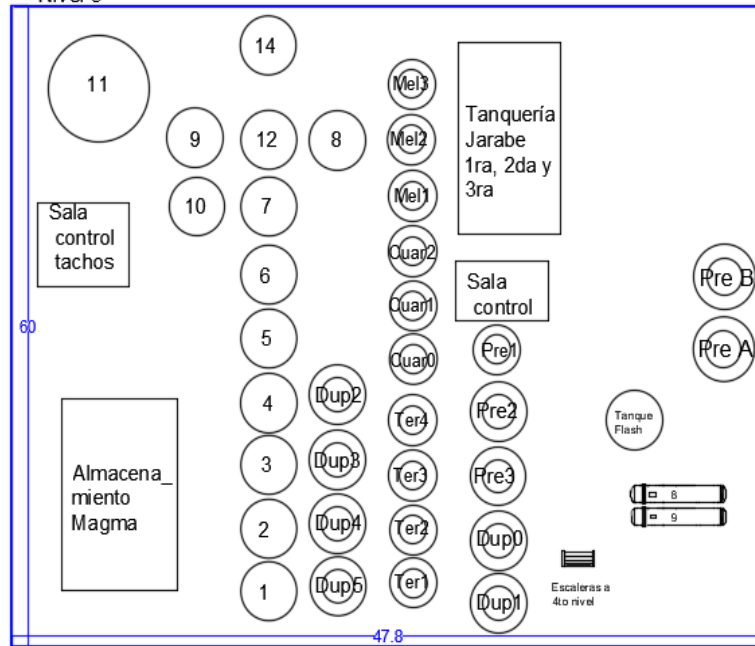 14
11
Mel3
9
12
8
Mel2
Tanquería
Jarabe
1ra, 2da y
3ra
10
7
Mel1
Sala
control
tachos
6
Cuar2
Sala
control
Pre B
60
5
Cuar1
Pre1
Pre A
Cuar0
4
Dup2
Ter4
Pre2
Tanque
Flash
Almacena_
miento
Magma
3
Dup3
Ter3
Pre3
8
9
2
Dup4
Ter2
Dup0
1
Dup5
Ter1
Dup1
Escaleras a
4to nivel
47.8